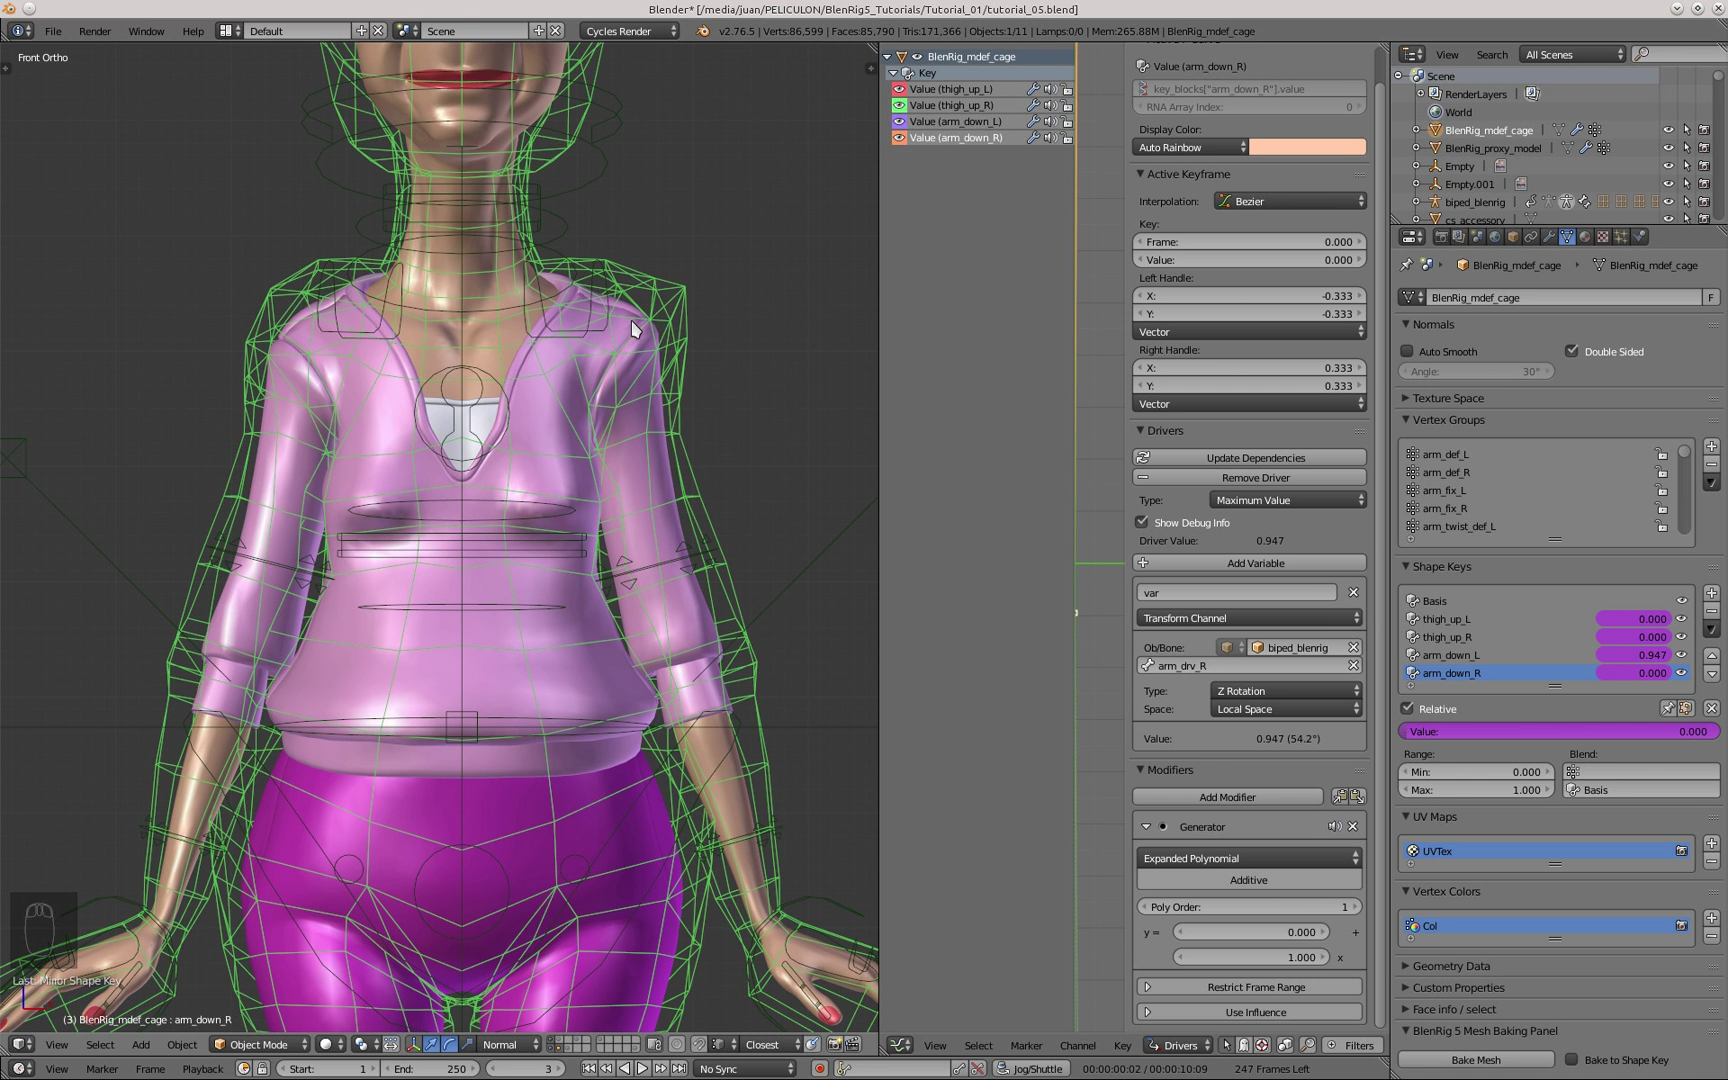 Blender* [/media/juan/PELICULON/BlenRig5_Tutorials/Tutorial_01/tutorial_05.blend]
File Render Window Help Default Scene Cycles Render v2.76.5 | Verts:86,599 | Faces:85,790 | Tris:171,366 | Objects:1/11 | Lamps:0/0 | Mem:265.88M | BlenRig_mdef_cage
Front Ortho
Last: Mirror Shape Key
(3) BlenRig_mdef_cage : arm_down_R
View Select Add Object Object Mode Normal Closest
BlenRig_mdef_cage
Key
Value (thigh_up_L)
Value (thigh_up_R)
Value (arm_down_L)
Value (arm_down_R)
Value (arm_down_R)
key_blocks["arm_down_R"].value
RNA Array Index: 0
Display Color:
Auto Rainbow
Active Keyframe
Interpolation: Bezier
Key:
Frame: 0.000
Value: 0.000
Left Handle:
X: -0.333
Y: -0.333
Vector
Right Handle:
X: 0.333
Y: 0.333
Vector
Drivers
Update Dependencies
Remove Driver
Type: Maximum Value
Show Debug Info
Driver Value: 0.947
Add Variable
var
Transform Channel
Ob/Bone: biped_blenrig
arm_drv_R
Type: Z Rotation
Space: Local Space
Value: 0.947 (54.2°)
Modifiers
Add Modifier
Generator
Expanded Polynomial
Additive
Poly Order: 1
y = 0.000 +
1.000 x
Restrict Frame Range
Use Influence
View Select Marker Channel Key Drivers Filters
View Search All Scenes
Scene
RenderLayers
World
BlenRig_mdef_cage
BlenRig_proxy_model
Empty
Empty.001
biped_blenrig
cs_accessory
BlenRig_mdef_cage BlenRig_mdef_cage
BlenRig_mdef_cage F
Normals
Auto Smooth Double Sided
Angle: 30°
Texture Space
Vertex Groups
arm_def_L
arm_def_R
arm_fix_L
arm_fix_R
arm_twist_def_L
Shape Keys
Basis
thigh_up_L 0.000
thigh_up_R 0.000
arm_down_L 0.947
arm_down_R 0.000
Relative
Value: 0.000
Range: Blend:
Min: 0.000
Max: 1.000 Basis
UV Maps
UVTex
Vertex Colors
Col
Geometry Data
Custom Properties
Face info / select
BlenRig 5 Mesh Baking Panel
Bake Mesh Bake to Shape Key
View Marker Frame Playback Start: 1 End: 250 3 No Sync Jog/Shuttle 00:00:00:02 / 00:00:10:09 247 Frames Left